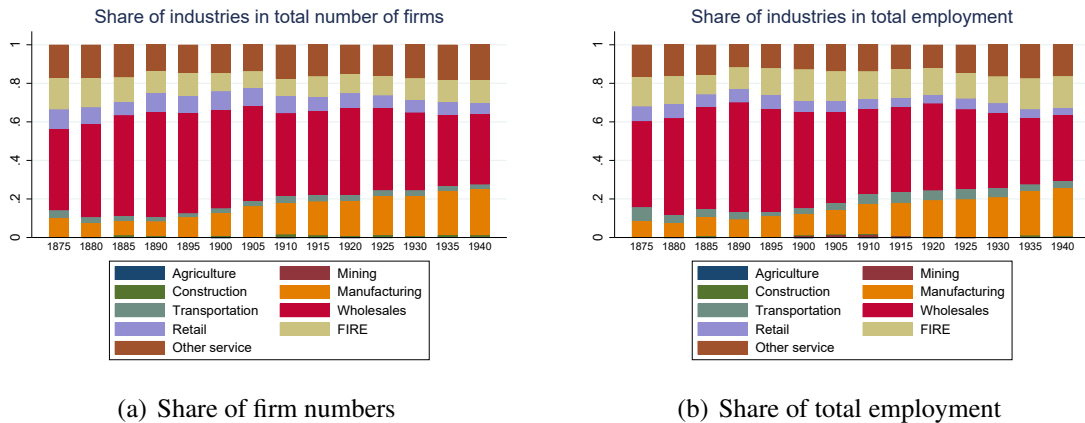 Share of industries in total number of firms
1
.8
.6
.4
.2
0
1875 1880 1885 1890 1895 1900 1905 1910 1915 1920 1925 1930 1935 1940
Agriculture Mining
Construction Manufacturing
Transportation Wholesales
Retail FIRE
Other service
(a) Share of firm numbers
Share of industries in total employment
1
.8
.6
.4
.2
0
1875 1880 1885 1890 1895 1900 1905 1910 1915 1920 1925 1930 1935 1940
Agriculture Mining
Construction Manufacturing
Transportation Wholesales
Retail FIRE
Other service
(b) Share of total employment